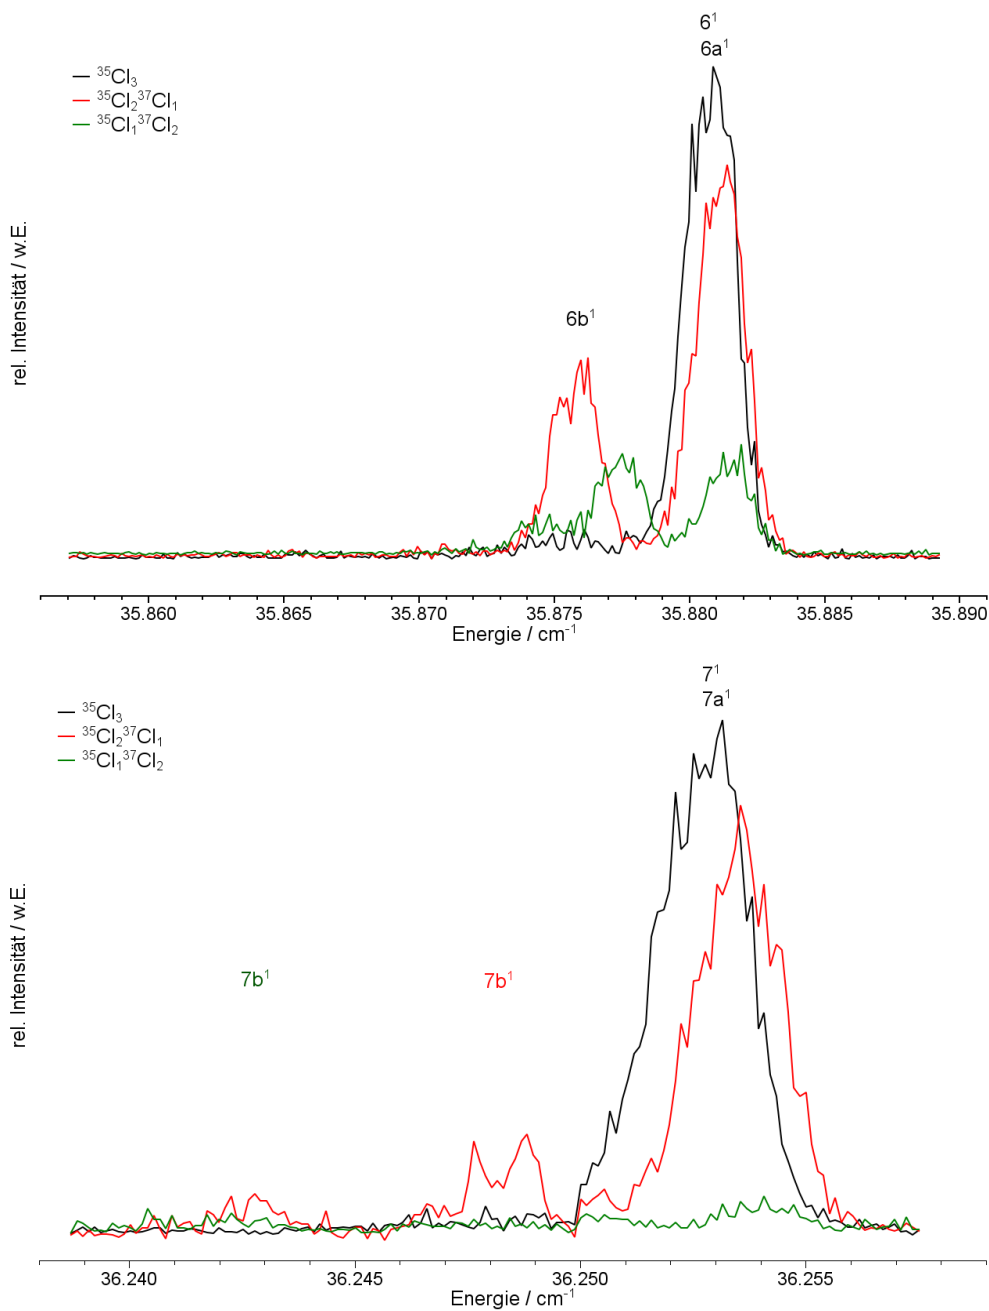 6¹
6a¹
³⁵Cl₃
³⁵Cl₂³⁷Cl₁
³⁵Cl₁³⁷Cl₂
6b¹
rel. Intensität / w.E.
35.860 35.865 35.870 35.875 35.880 35.885 35.890
Energie / cm⁻¹
7¹
7a¹
³⁵Cl₃
³⁵Cl₂³⁷Cl₁
³⁵Cl₁³⁷Cl₂
7b¹ 7b¹
rel. Intensität / w.E.
36.240 36.245 36.250 36.255
Energie / cm⁻¹